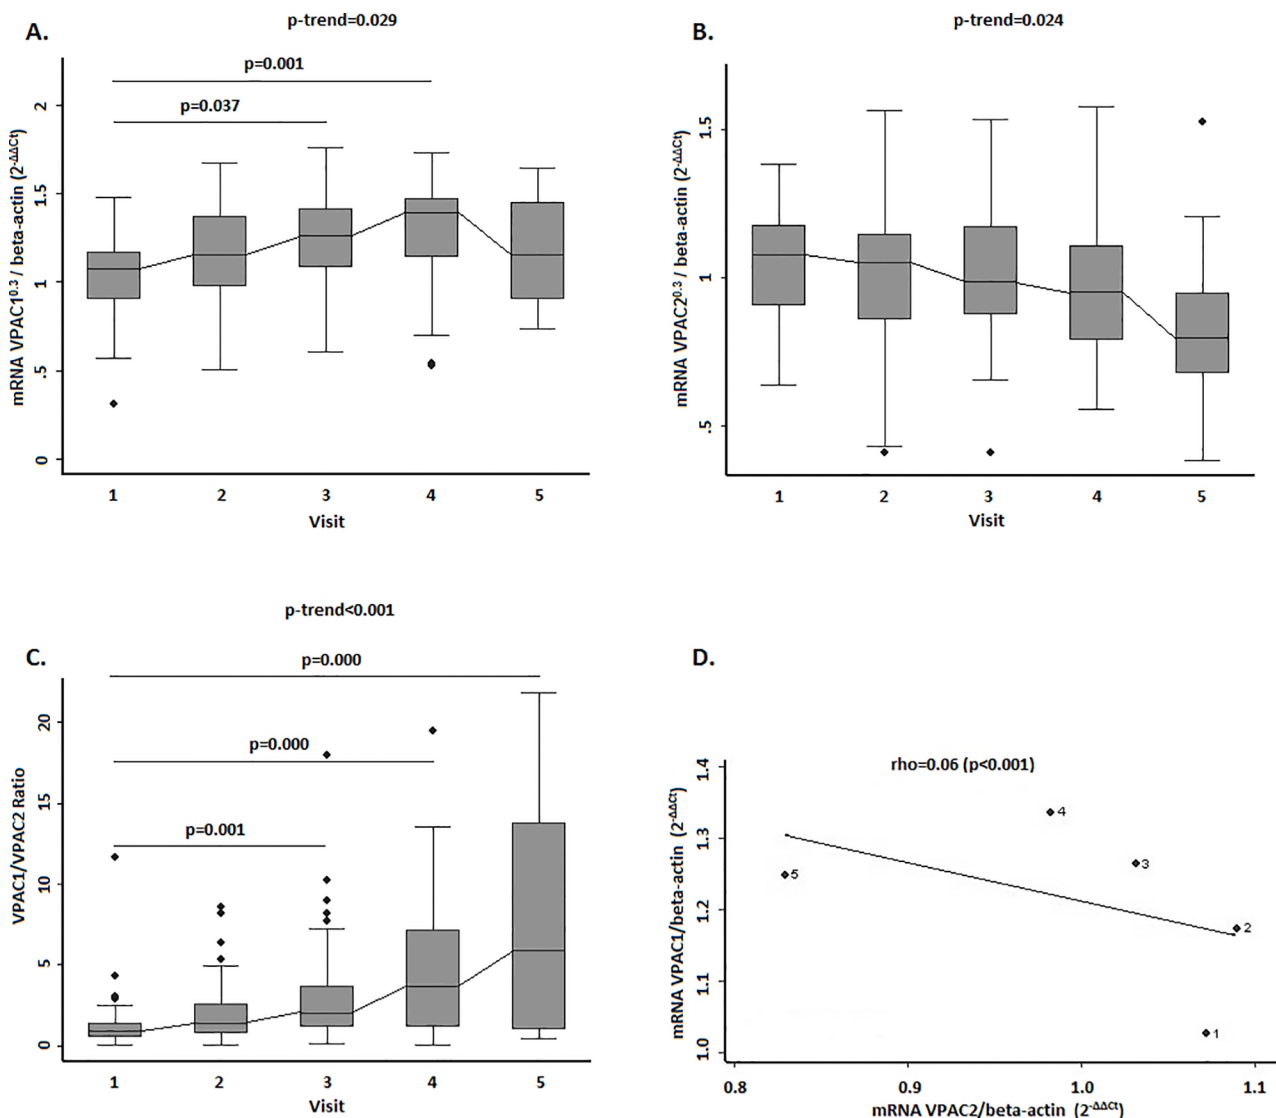 A.
p-trend=0.029
p=0.001
p=0.037
mRNA VPAC1^0.3 / beta-actin (2^-ΔΔCt)
2
1.5
1
.5
0
1 2 3 4 5
Visit
B.
p-trend=0.024
mRNA VPAC2^0.3 / beta-actin (2^-ΔΔCt)
1.5
1
.5
1 2 3 4 5
Visit
p-trend<0.001
C.
p=0.000
p=0.000
p=0.001
VPAC1/VPAC2 Ratio
20
15
10
5
0
1 2 3 4 5
Visit
D.
rho=0.06 (p<0.001)
mRNA VPAC1/beta-actin (2^-ΔΔCt)
1.4
1.3
1.2
1.1
1.0
4
3
5
2
1
0.8 0.9 1.0 1.1
mRNA VPAC2/beta-actin (2^-ΔΔCt)